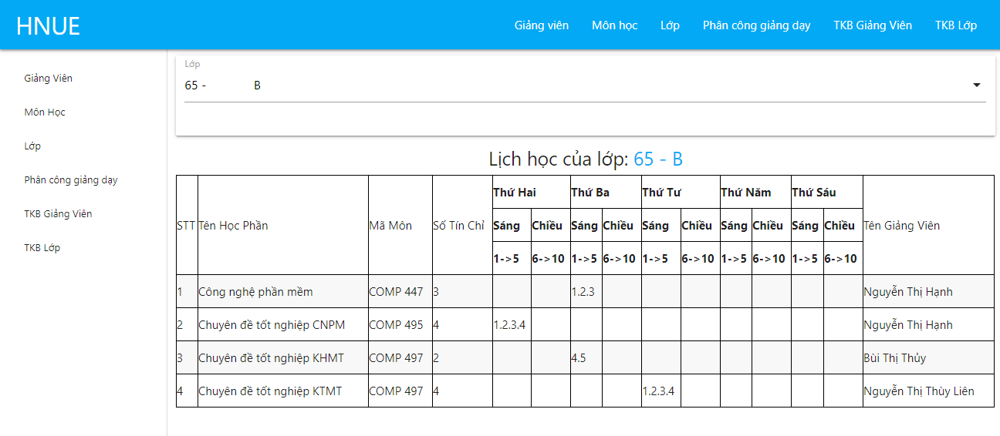 HNUE Giảng viên Môn học Lớp Phân công giảng dạy TKB Giảng Viên TKB Lớp
Giảng Viên
Môn Học
Lớp
Phân công giảng dạy
TKB Giảng Viên
TKB Lớp
Lớp
65 - B
Lịch học của lớp: 65 - B
Thứ Hai Thứ Ba Thứ Tư Thứ Năm Thứ Sáu
STT Tên Học Phần Mã Môn Số Tín Chỉ Sáng Chiều Sáng Chiều Sáng Chiều Sáng Chiều Sáng Chiều Tên Giảng Viên
1->5 6->10 1->5 6->10 1->5 6->10 1->5 6->10 1->5 6->10
1 Công nghệ phần mềm COMP 447 3 1.2.3 Nguyễn Thị Hạnh
2 Chuyên đề tốt nghiệp CNPM COMP 495 4 1.2.3.4 Nguyễn Thị Hạnh
3 Chuyên đề tốt nghiệp KHMT COMP 497 2 4.5 Bùi Thị Thủy
4 Chuyên đề tốt nghiệp KTMT COMP 497 4 1.2.3.4 Nguyễn Thị Thùy Liên